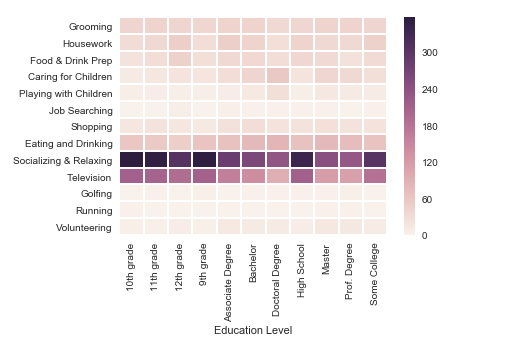 Grooming
Housework
Food & Drink Prep
Caring for Children
Playing with Children
Job Searching
Shopping
Eating and Drinking
Socializing & Relaxing
Television
Golfing
Running
Volunteering
10th grade
11th grade
12th grade
9th grade
Associate Degree
Bachelor
Doctoral Degree
High School
Master
Prof. Degree
Some College
Education Level
300
240
180
120
60
0